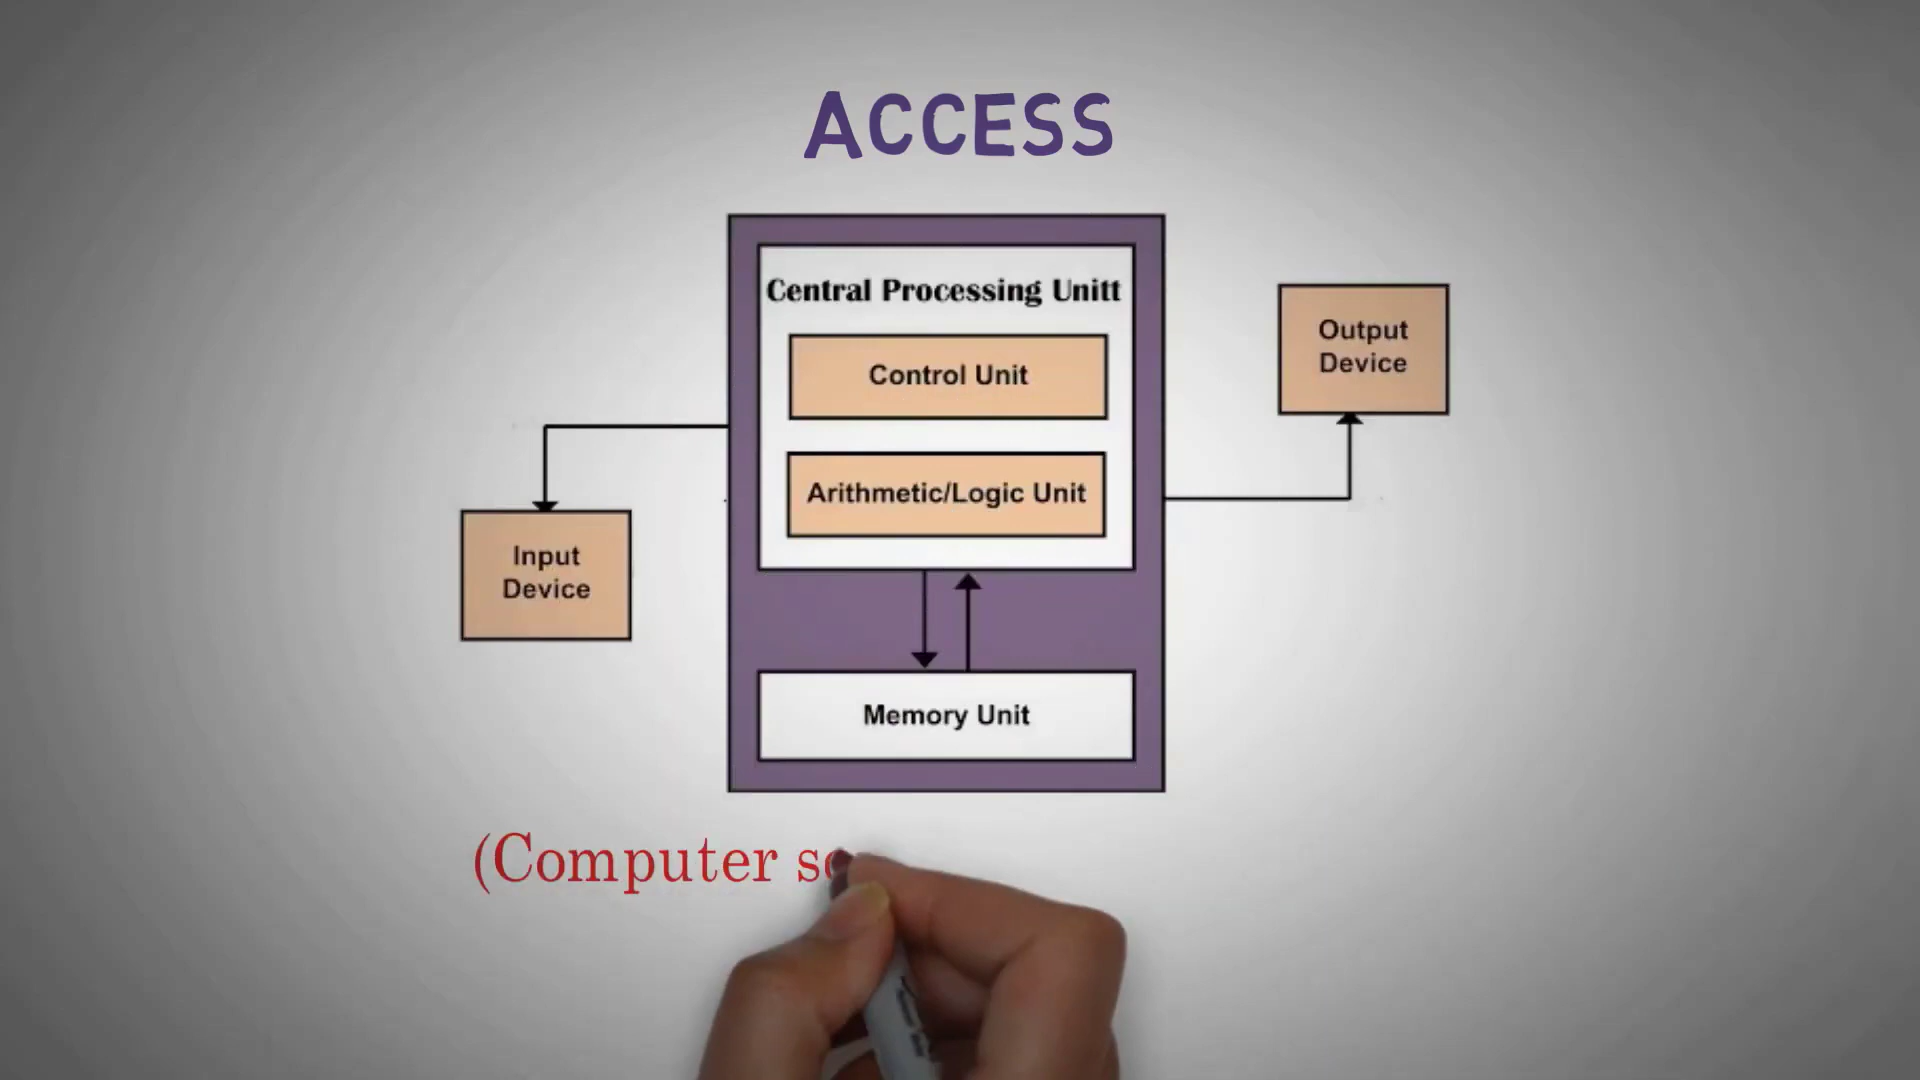 ACCESS
Central Processing Unitt
Control Unit
Output
Device
Arithmetic/Logic Unit
Input
Device
Memory Unit
(Computer